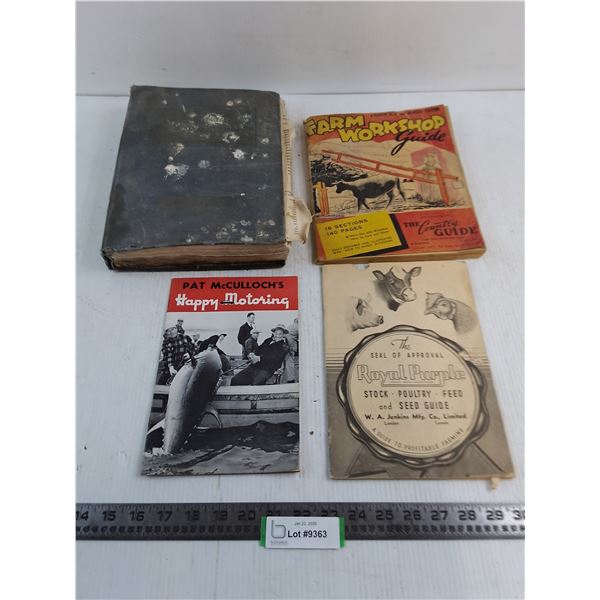 FARM
WORKSHOP
Guide
16 SECTIONS
140 PAGES
THE
Country
GUIDE
PAT McCULLOCH'S
Happy Motoring
The
SEAL OF APPROVAL
Royal Purple
STOCK - POULTRY - FEED
and SEED GUIDE
W. A. Jenkins Mfg. Co., Limited
London Canada
A GUIDE TO PROFITABLE FARMING
14 15 16 17 18 19 20 21 22 23 24 25 26 27 28 29 30
Lot #9363